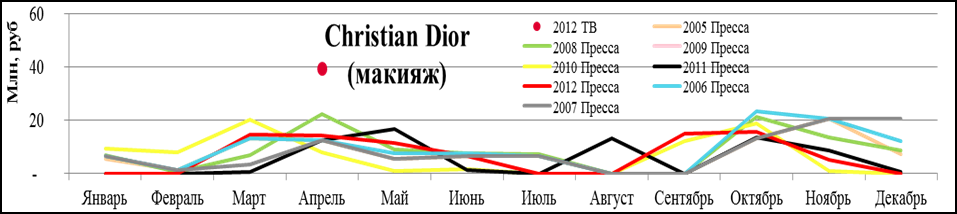 Млн, руб
60
40
20
-
Christian Dior
(макияж)
2012 ТВ
2005 Пресса
2008 Пресса
2009 Пресса
2010 Пресса
2011 Пресса
2012 Пресса
2006 Пресса
2007 Пресса
Январь Февраль Март Апрель Май Июнь Июль Август Сентябрь Октябрь Ноябрь Декабрь